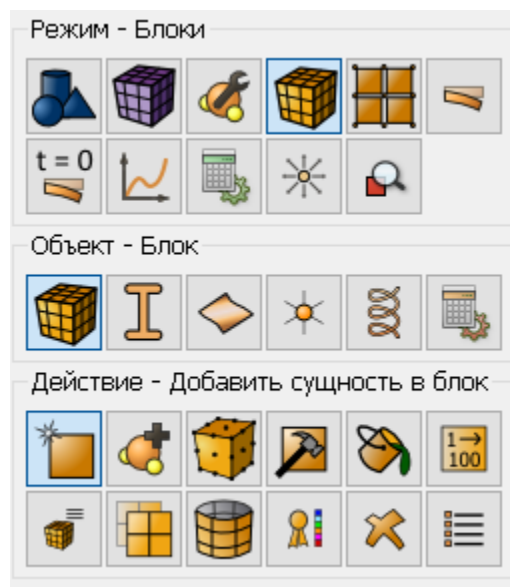 Режим - Блоки
t = 0
Объект - Блок
Действие - Добавить сущность в блок
1→
100